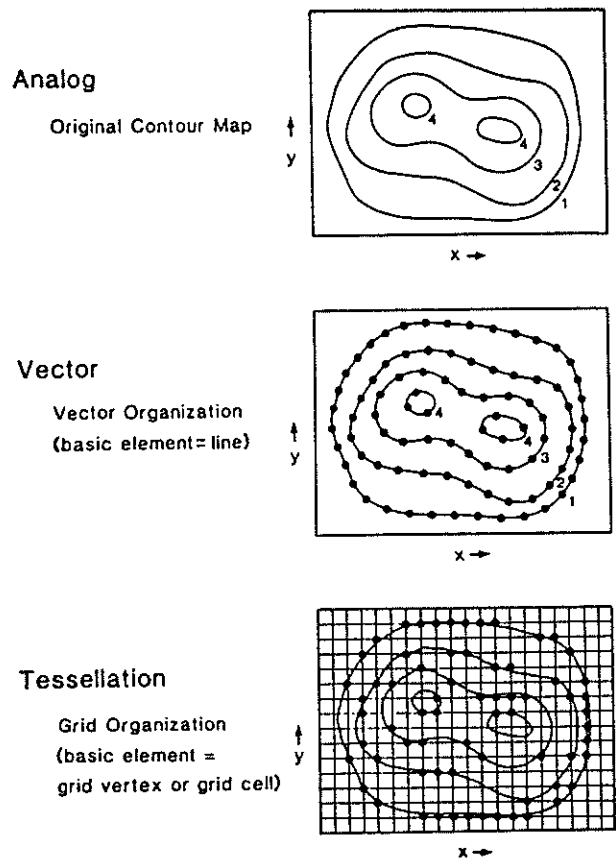 Analog
Original Contour Map
y
4
4
3
2
1
x
Vector
Vector Organization
(basic element=line)
y
4
4
3
2
1
x
Tessellation
Grid Organization
(basic element =
grid vertex or grid cell)
y
x